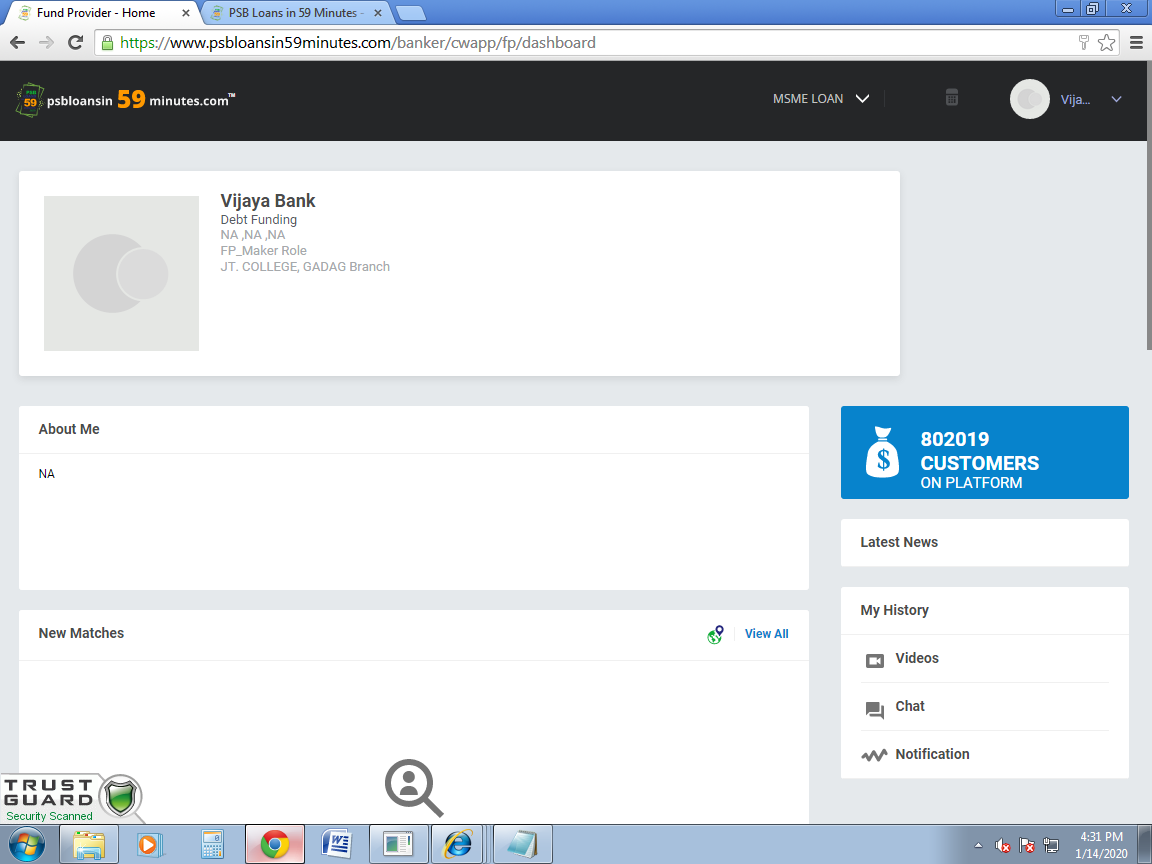 Fund Provider - Home
PSB Loans in 59 Minutes -
https://www.psbloansin59minutes.com/banker/cwapp/fp/dashboard
PSB
59
psbloansin 59 minutes.com™
MSME LOAN
Vija...
Vijaya Bank
Debt Funding
NA ,NA ,NA
FP_Maker Role
JT. COLLEGE, GADAG Branch
About Me
NA
802019
CUSTOMERS
ON PLATFORM
Latest News
New Matches
View All
My History
Videos
Chat
Notification
TRUST
GUARD
Security Scanned
4:31 PM
1/14/2020